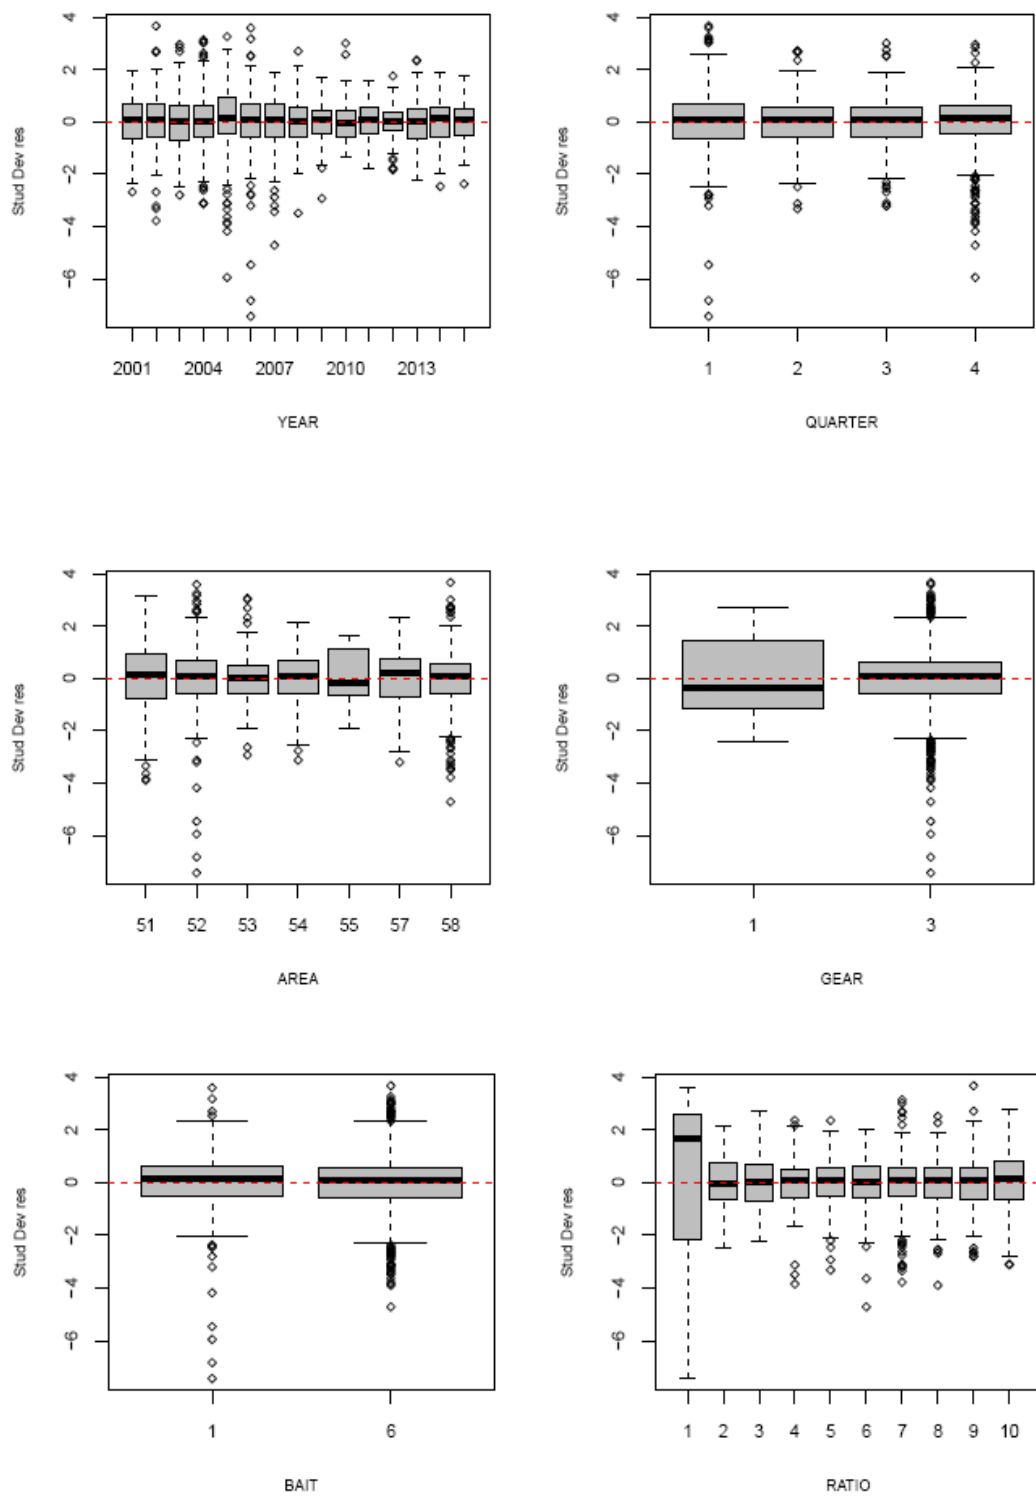 4
2
0
-2
-4
-6
Stud Dev res
2001 2004 2007 2010 2013
YEAR
4
2
0
-2
-4
-6
Stud Dev res
1 2 3 4
QUARTER
4
2
0
-2
-4
-6
Stud Dev res
51 52 53 54 55 57 58
AREA
4
2
0
-2
-4
-6
Stud Dev res
1 3
GEAR
4
2
0
-2
-4
-6
Stud Dev res
1 6
BAIT
4
2
0
-2
-4
-6
Stud Dev res
1 2 3 4 5 6 7 8 9 10
RATIO